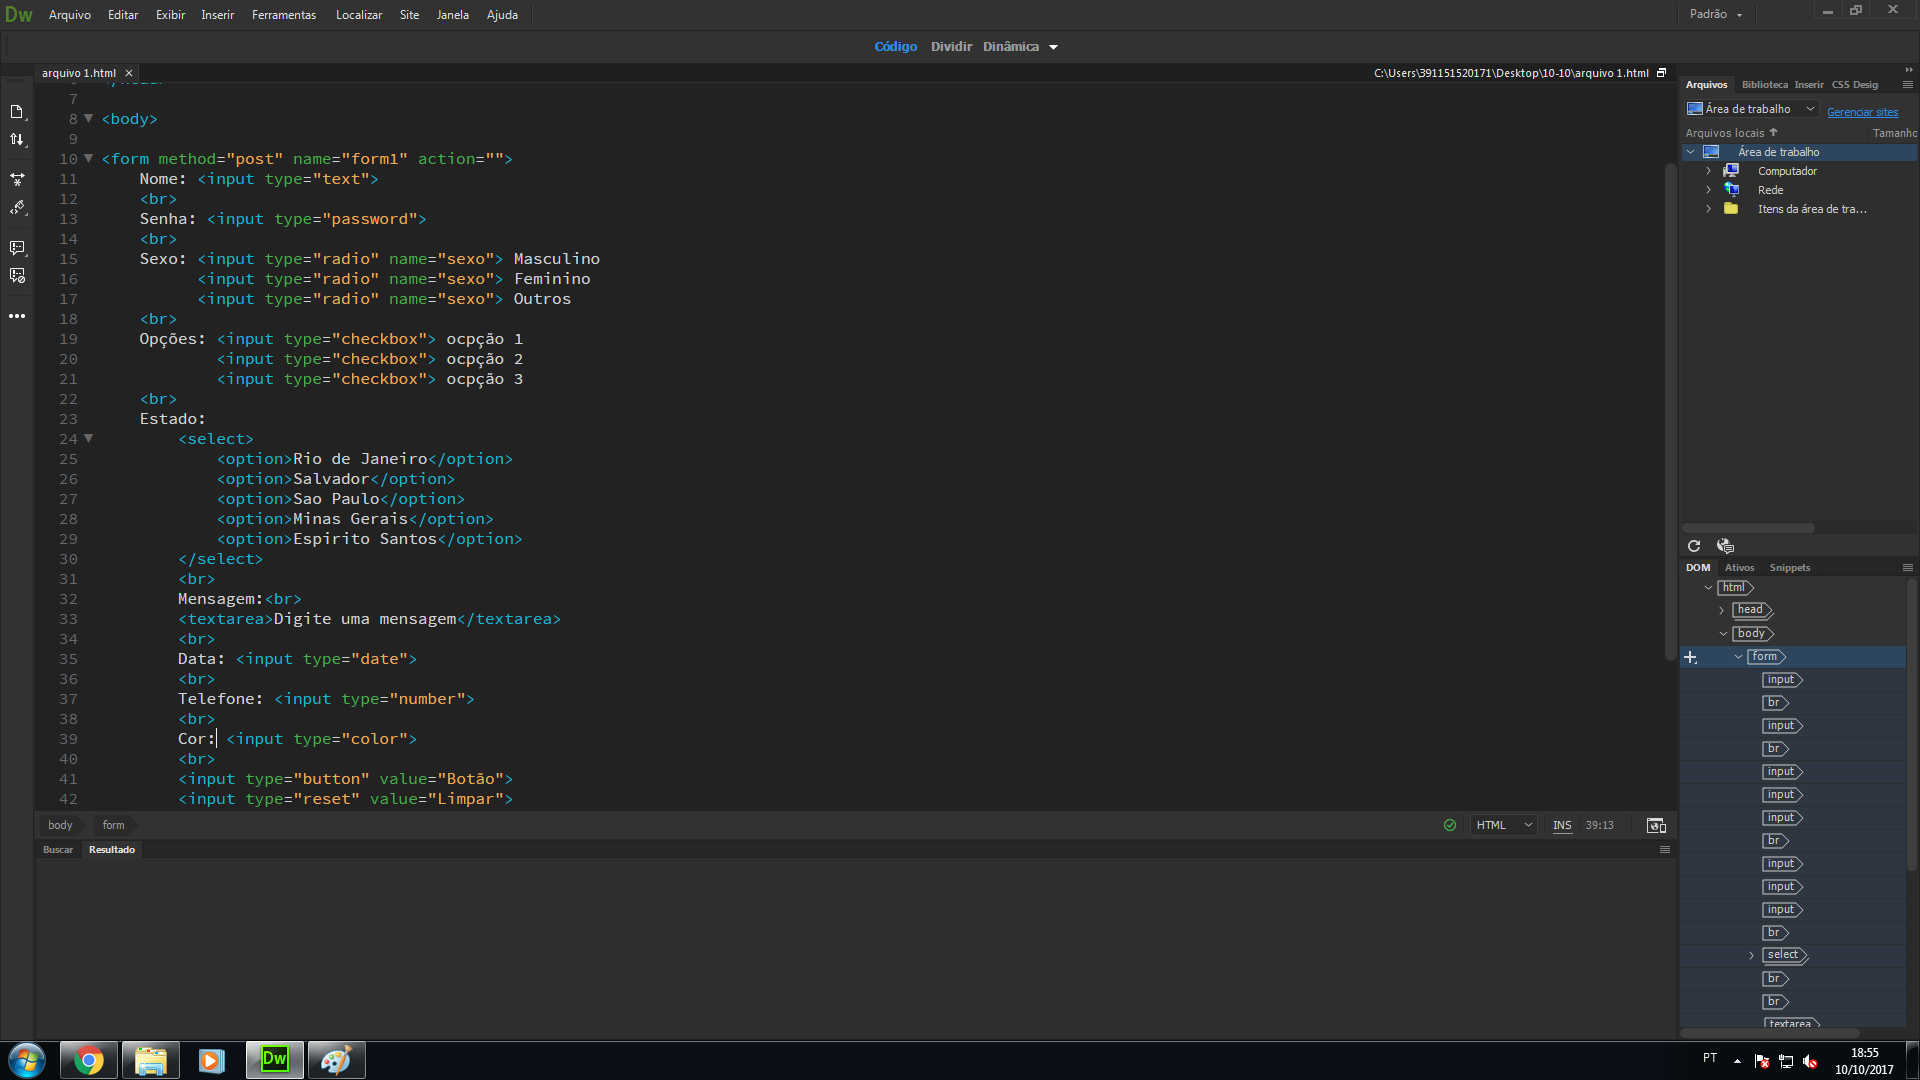 Dw Arquivo Editar Exibir Inserir Ferramentas Localizar Site Janela Ajuda Padrão
Código Dividir Dinâmica
arquivo 1.html C:\Users\391151520171\Desktop\10-10\arquivo 1.html
7
8 <body>
9
10 <form method="post" name="form1" action="">
11 Nome: <input type="text">
12 <br>
13 Senha: <input type="password">
14 <br>
15 Sexo: <input type="radio" name="sexo"> Masculino
16 <input type="radio" name="sexo"> Feminino
17 <input type="radio" name="sexo"> Outros
18 <br>
19 Opções: <input type="checkbox"> ocpção 1
20 <input type="checkbox"> ocpção 2
21 <input type="checkbox"> ocpção 3
22 <br>
23 Estado:
24 <select>
25 <option>Rio de Janeiro</option>
26 <option>Salvador</option>
27 <option>Sao Paulo</option>
28 <option>Minas Gerais</option>
29 <option>Espirito Santos</option>
30 </select>
31 <br>
32 Mensagem:<br>
33 <textarea>Digite uma mensagem</textarea>
34 <br>
35 Data: <input type="date">
36 <br>
37 Telefone: <input type="number">
38 <br>
39 Cor: <input type="color">
40 <br>
41 <input type="button" value="Botão">
42 <input type="reset" value="Limpar">
body form HTML INS 39:13
Buscar Resultado
Arquivos Biblioteca Inserir CSS Desig
Área de trabalho Gerenciar sites
Arquivos locais Tamanho
Área de trabalho
Computador
Rede
Itens da área de tra...
DOM Ativos Snippets
html
head
body
form
input
br
input
br
input
input
input
br
input
input
input
br
select
br
br
textarea
Dw
PT
18:55
10/10/2017